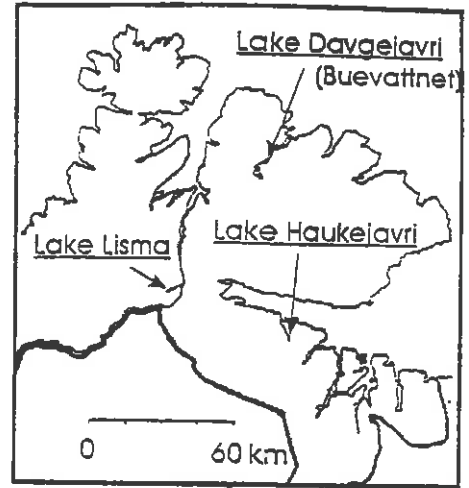 Lake Davgejavri
(Buevattnet)
Lake Lisma
Lake Haukejavri
0 60 km